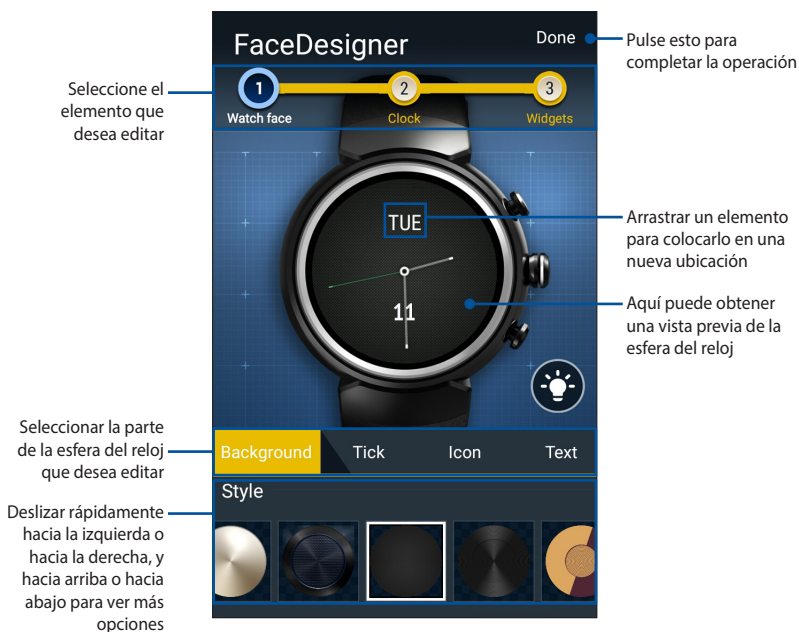 FaceDesigner
Done
Pulse esto para
completar la operación
Seleccione el
elemento que
desea editar
1
2
3
Watch face
Clock
Widgets
TUE
11
Arrastrar un elemento
para colocarlo en una
nueva ubicación
Aquí puede obtener
una vista previa de la
esfera del reloj
Seleccionar la parte
de la esfera del reloj
que desea editar
Background
Tick
Icon
Text
Style
Deslizar rápidamente
hacia la izquierda o
hacia la derecha, y
hacia arriba o hacia
abajo para ver más
opciones